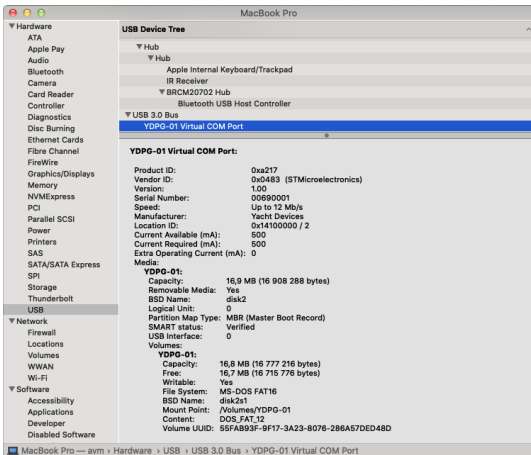 MacBook Pro
Hardware
ATA
Apple Pay
Audio
Bluetooth
Camera
Card Reader
Controller
Diagnostics
Disc Burning
Ethernet Cards
Fibre Channel
FireWire
Graphics/Displays
Memory
NVMExpress
PCI
Parallel SCSI
Power
Printers
SAS
SATA/SATA Express
SPI
Storage
Thunderbolt
USB
Network
Firewall
Locations
Volumes
WWAN
Wi-Fi
Software
Accessibility
Applications
Developer
Disabled Software
USB Device Tree
Hub
Hub
Apple Internal Keyboard/Trackpad
IR Receiver
BRCM20702 Hub
Bluetooth USB Host Controller
USB 3.0 Bus
YDPG-01 Virtual COM Port
YDPG-01 Virtual COM Port:
Product ID: 0xa217
Vendor ID: 0x0483 (STMicroelectronics)
Version: 1.00
Serial Number: 00690001
Speed: Up to 12 Mb/s
Manufacturer: Yacht Devices
Location ID: 0x14100000 / 2
Current Available (mA): 500
Current Required (mA): 500
Extra Operating Current (mA): 0
Media:
YDPG-01:
Capacity: 16,9 MB (16 908 288 bytes)
Removable Media: Yes
BSD Name: disk2
Logical Unit: 0
Partition Map Type: MBR (Master Boot Record)
SMART status: Verified
USB Interface: 0
Volumes:
YDPG-01:
Capacity: 16,8 MB (16 777 216 bytes)
Free: 16,7 MB (16 715 776 bytes)
Writable: Yes
File System: MS-DOS FAT16
BSD Name: disk2s1
Mount Point: /Volumes/YDPG-01
Content: DOS_FAT_12
Volume UUID: 55FAB93F-9F17-3A23-8076-286A57DED48D
MacBook Pro — avm › Hardware › USB › USB 3.0 Bus › YDPG-01 Virtual COM Port